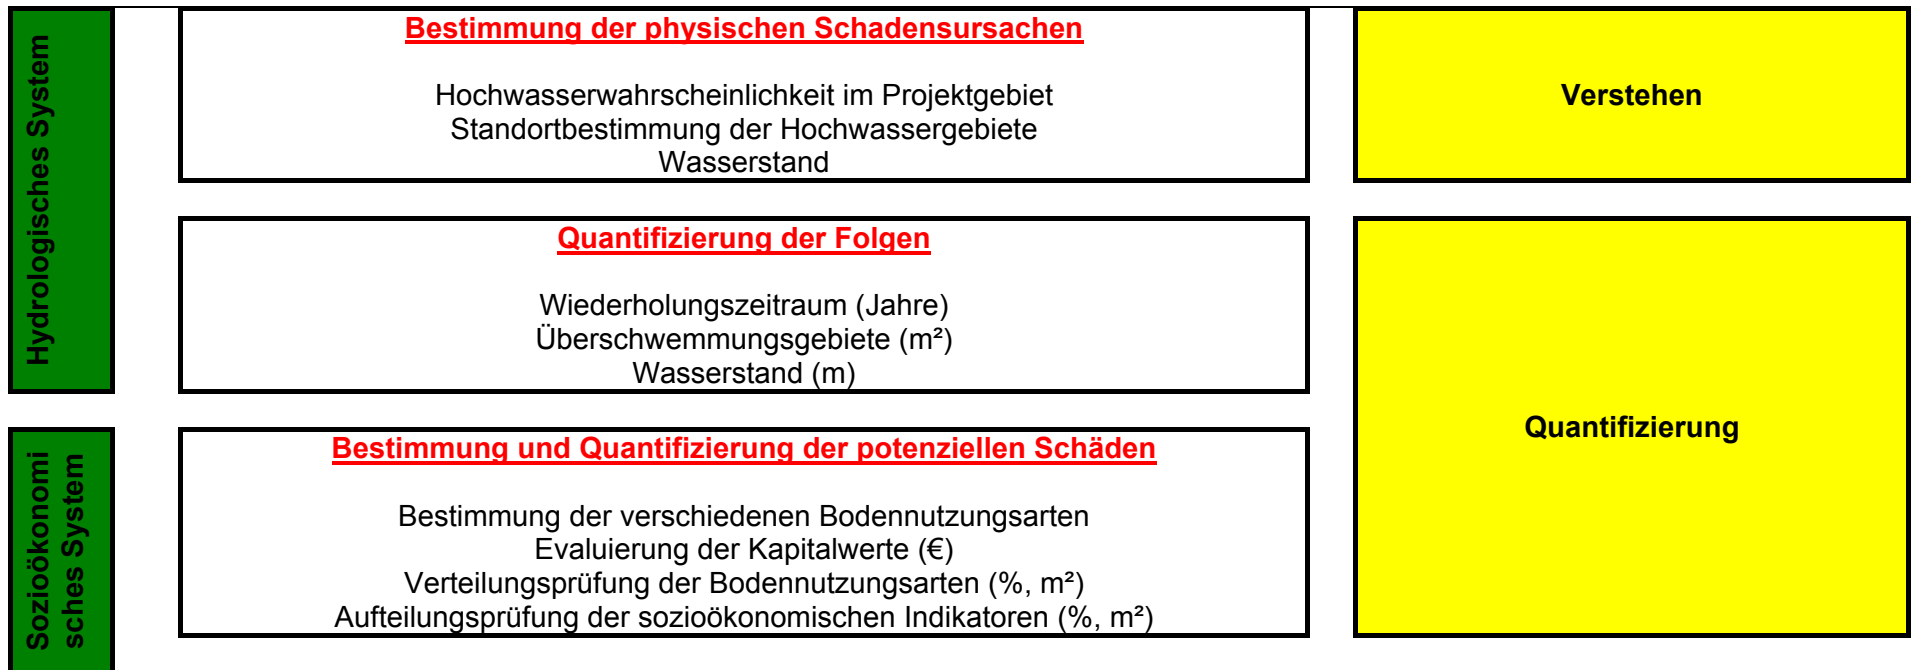 Hydrologisches System
Bestimmung der physischen Schadensursachen
Hochwasserwahrscheinlichkeit im Projektgebiet
Standortbestimmung der Hochwassergebiete
Wasserstand
Verstehen
Quantifizierung der Folgen
Wiederholungszeitraum (Jahre)
Überschwemmungsgebiete (m²)
Wasserstand (m)
Quantifizierung
Sozioökonomi
sches System
Bestimmung und Quantifizierung der potenziellen Schäden
Bestimmung der verschiedenen Bodennutzungsarten
Evaluierung der Kapitalwerte (€)
Verteilungsprüfung der Bodennutzungsarten (%, m²)
Aufteilungsprüfung der sozioökonomischen Indikatoren (%, m²)